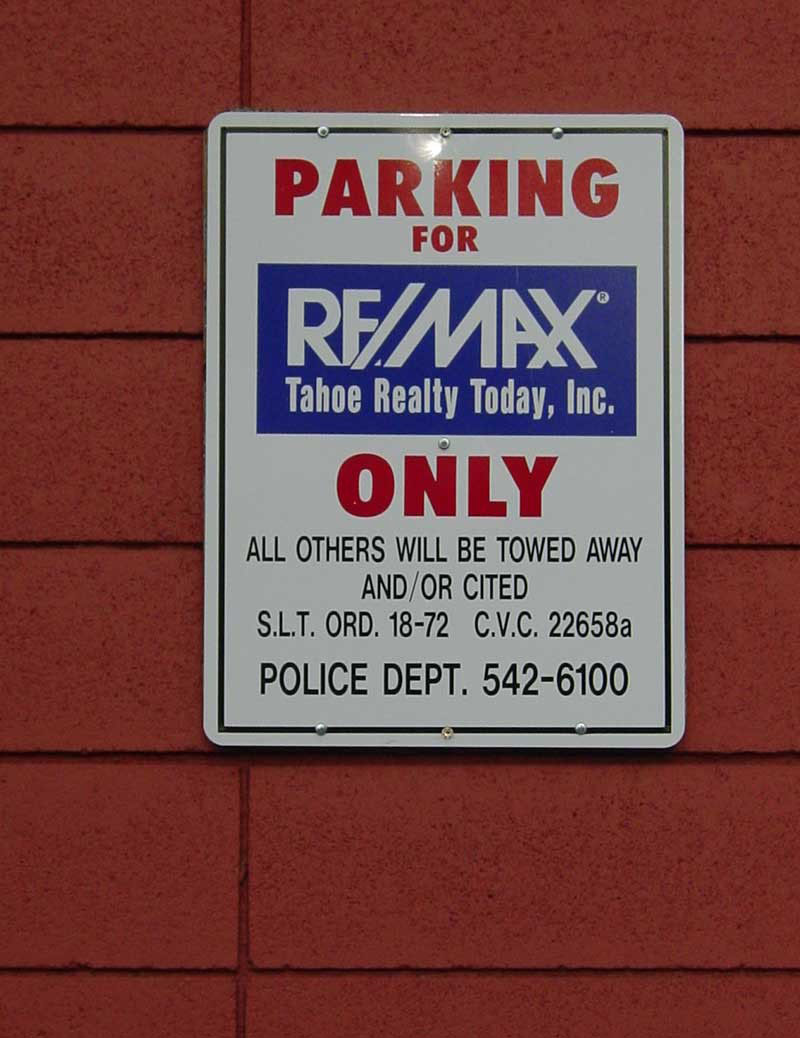 PARKING
FOR
RE/MAX®
Tahoe Realty Today, Inc.
ONLY
ALL OTHERS WILL BE TOWED AWAY
AND/OR CITED
S.L.T. ORD. 18-72 C.V.C. 22658a
POLICE DEPT. 542-6100